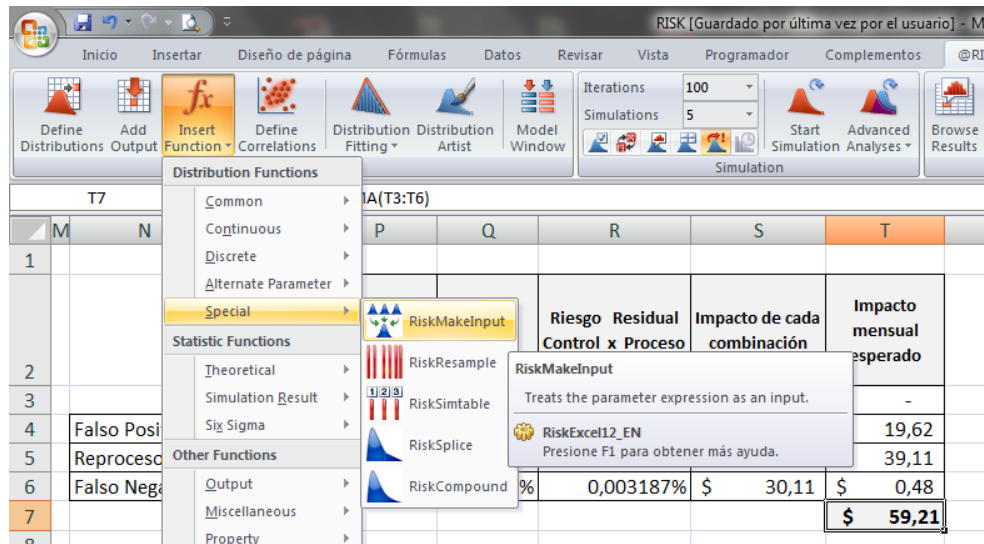 RISK [Guardado por última vez por el usuario] - M
Inicio Insertar Diseño de página Fórmulas Datos Revisar Vista Programador Complementos @RI
Define Distributions
Add Output
Insert Function
Define Correlations
Distribution Fitting
Distribution Artist
Model Window
Iterations 100
Simulations 5
Start Simulation
Advanced Analyses
Browse Results
Simulation
T7
IA(T3:T6)
M N P Q R S T
Distribution Functions
Common
Continuous
Discrete
Alternate Parameter
Special
Statistic Functions
Theoretical
Simulation Result
Six Sigma
Other Functions
Output
Miscellaneous
Property
RiskMakeInput
RiskResample
1 2 3
RiskSimtable
RiskSplice
RiskCompound
RiskMakeInput
Treats the parameter expression as an input.
RiskExcel12_EN
Presione F1 para obtener más ayuda.
1
2
Riesgo Residual
Control x Proceso
Impacto de cada
combinación
Impacto
mensual
esperado
3 -
4 Falso Posi 19,62
5 Reproceso 39,11
6 Falso Nega % 0,003187% $ 30,11 $ 0,48
7 $ 59,21